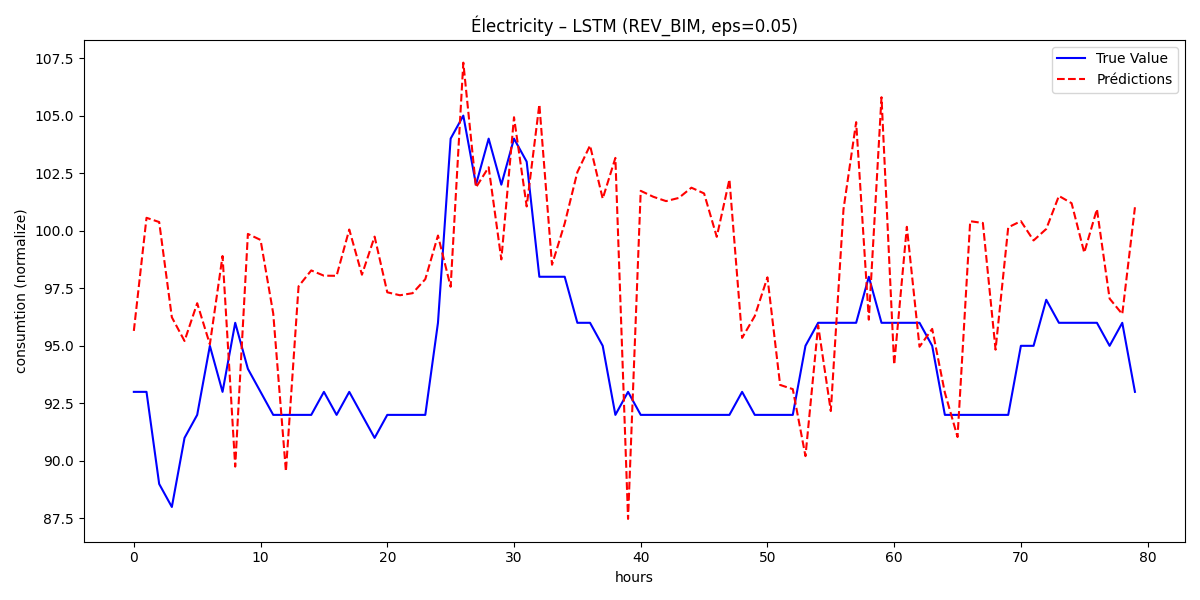 Électricity – LSTM (REV_BIM, eps=0.05)
True Value
Prédictions
107.5
105.0
102.5
100.0
97.5
95.0
92.5
90.0
87.5
consumtion (normalize)
0 10 20 30 40 50 60 70 80
hours